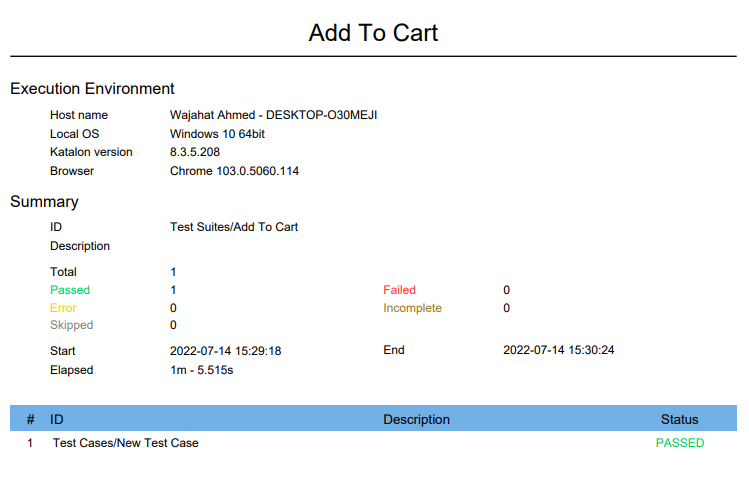 Add To Cart
Execution Environment
Host name Wajahat Ahmed - DESKTOP-O30MEJI
Local OS Windows 10 64bit
Katalon version 8.3.5.208
Browser Chrome 103.0.5060.114
Summary
ID Test Suites/Add To Cart
Description
Total 1
Passed 1 Failed 0
Error 0 Incomplete 0
Skipped 0
Start 2022-07-14 15:29:18 End 2022-07-14 15:30:24
Elapsed 1m - 5.515s
# ID Description Status
1 Test Cases/New Test Case PASSED